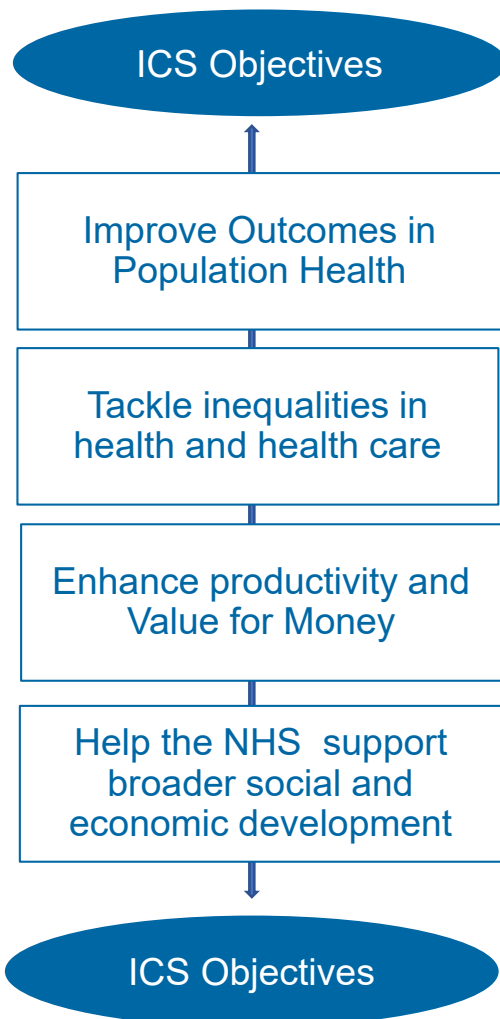 ICS Objectives
Improve Outcomes in
Population Health
Tackle inequalities in
health and health care
Enhance productivity and
Value for Money
Help the NHS  support
broader social and
economic development
ICS Objectives